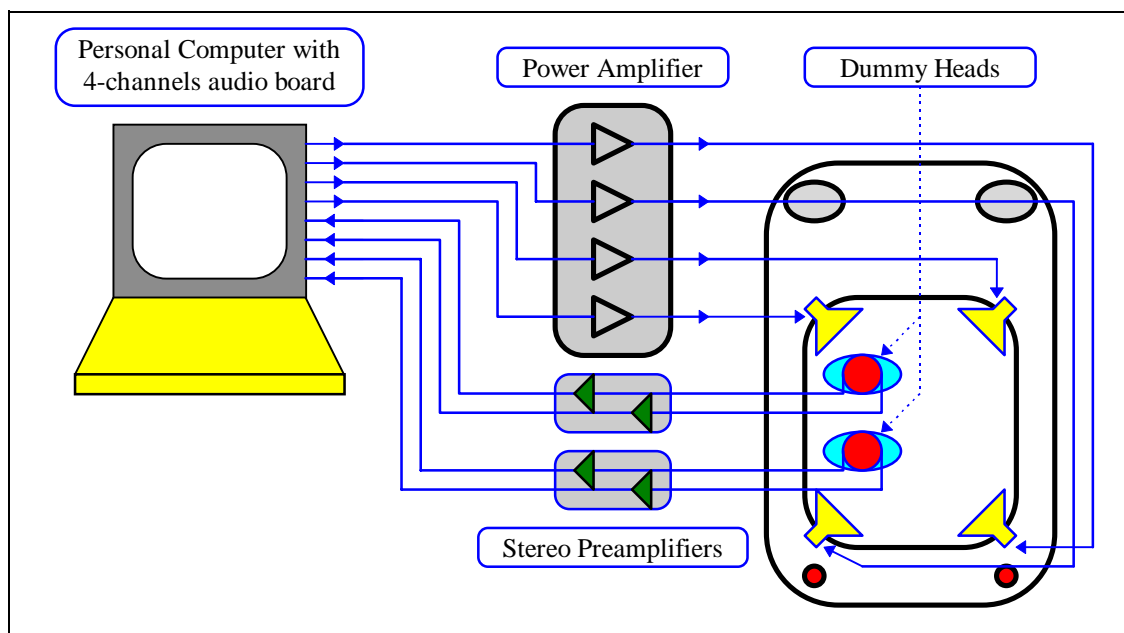 Personal Computer with
4-channels audio board
Power Amplifier
Dummy Heads
Stereo Preamplifiers